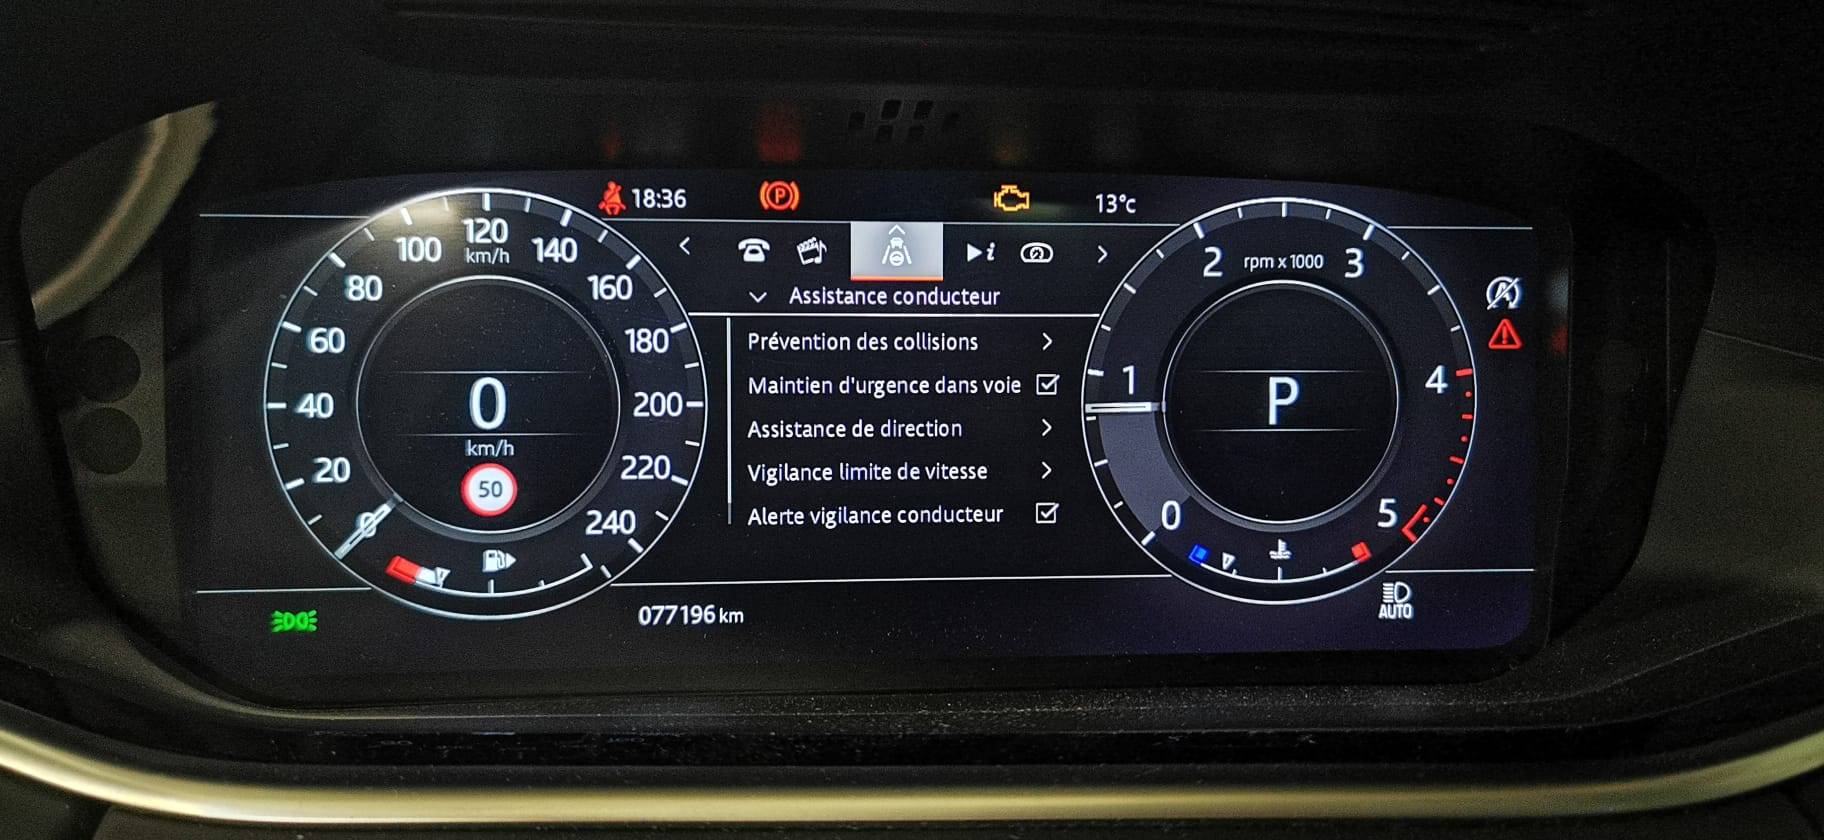 18:36
P
13°c
i
Assistance conducteur
Prévention des collisions
Maintien d'urgence dans voie
Assistance de direction
Vigilance limite de vitesse
Alerte vigilance conducteur
0
20
40
60
80
100
120
km/h
140
160
180
200
220
240
0
km/h
50
0
1
2
rpm x 1000
3
4
5
P
A
077196 km
AUTO